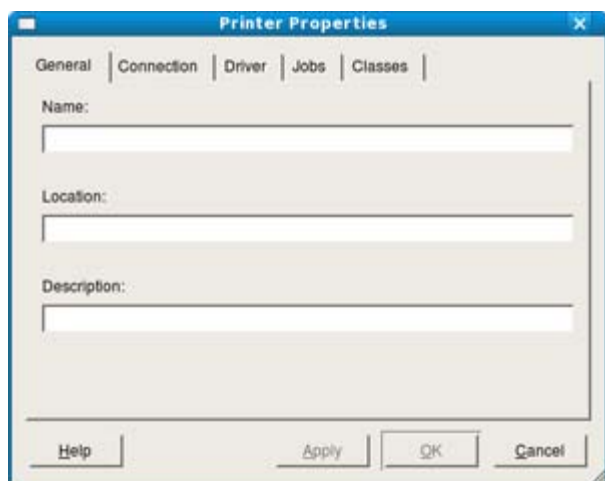 Printer Properties
General Connection Driver Jobs Classes
Name:
Location:
Description:
Help Apply OK Cancel